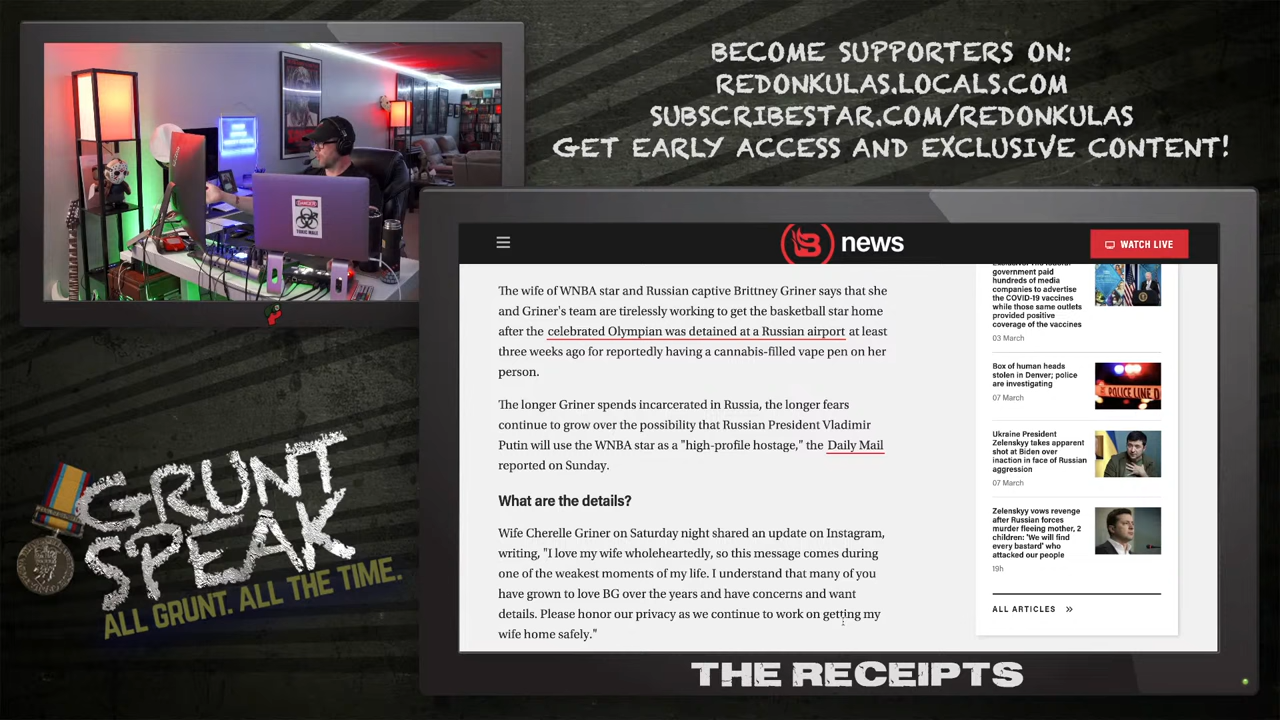 BECOME SUPPORTERS ON:
REDONKULAS.LOCALS.COM
SUBSCRIBESTAR.COM/REDONKULAS
GET EARLY ACCESS AND EXCLUSIVE CONTENT!
DANGER
TOXIC MALE
news
WATCH LIVE
The wife of WNBA star and Russian captive Brittney Griner says that she
and Griner's team are tirelessly working to get the basketball star home
after the celebrated Olympian was detained at a Russian airport at least
three weeks ago for reportedly having a cannabis-filled vape pen on her
person.
The longer Griner spends incarcerated in Russia, the longer fears
continue to grow over the possibility that Russian President Vladimir
Putin will use the WNBA star as a "high-profile hostage," the Daily Mail
reported on Sunday.
What are the details?
Wife Cherelle Griner on Saturday night shared an update on Instagram,
writing, "I love my wife wholeheartedly, so this message comes during
one of the weakest moments of my life. I understand that many of you
have grown to love BG over the years and have concerns and want
details. Please honor our privacy as we continue to work on getting my
wife home safely."
government paid
hundreds of media
companies to advertise
the COVID-19 vaccines
while those same outlets
provided positive
coverage of the vaccines
03 March
Box of human heads
stolen in Denver; police
are investigating
07 March
POLICE LINE D
Ukraine President
Zelenskyy takes apparent
shot at Biden over
inaction in face of Russian
aggression
07 March
Zelenskyy vows revenge
after Russian forces
murder fleeing mother, 2
children: 'We will find
every bastard' who
attacked our people
19h
ALL ARTICLES
GRUNT
SPEAK
ALL GRUNT. ALL THE TIME.
THE RECEIPTS